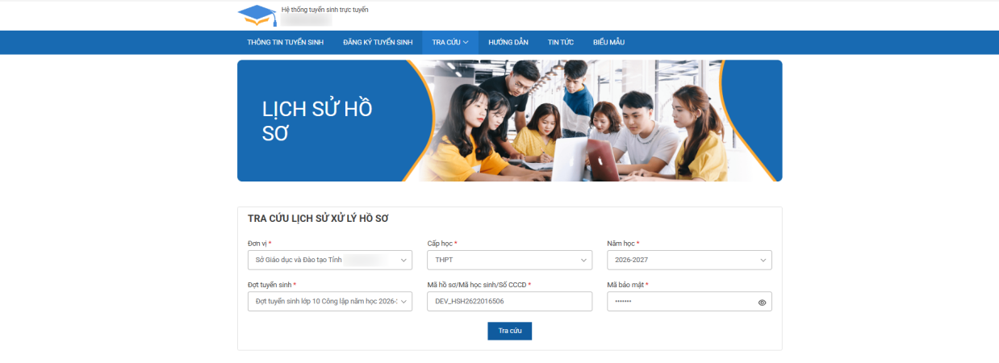 Hệ thống tuyển sinh trực tuyến
THÔNG TIN TUYỂN SINH ĐĂNG KÝ TUYỂN SINH TRA CỨU HƯỚNG DẪN TIN TỨC BIỂU MẪU
LỊCH SỬ HỒ
SƠ
TRA CỨU LỊCH SỬ XỬ LÝ HỒ SƠ
Đơn vị * Cấp học * Năm học *
Sở Giáo dục và Đào tạo Tỉnh THPT 2026-2027
Đợt tuyển sinh * Mã hồ sơ/Mã học sinh/Số CCCD * Mã bảo mật *
Đợt tuyển sinh lớp 10 Công lập năm học 2026- DEV_HSH2622016506 •••••••
Tra cứu